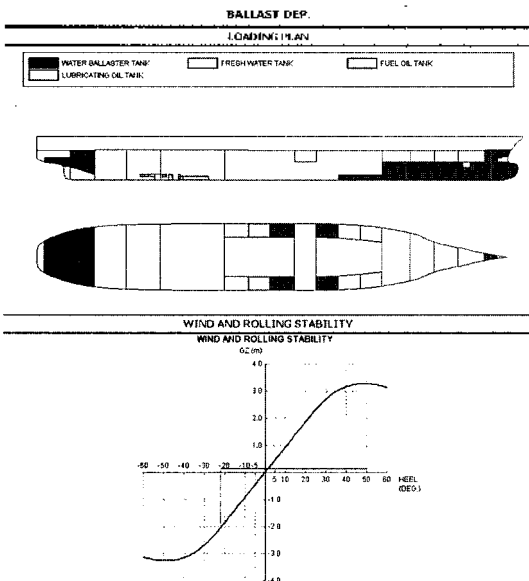 BALLAST DEP.
LOADING PLAN
WATER BALLASTER TANK FRESH WATER TANK FUEL OIL TANK
LUBRICATING OIL TANK
WIND AND ROLLING STABILITY
WIND AND ROLLING STABILITY
GZ (m)
4.0
3.0
2.0
1.0
-60 -50 -40 -30 -20 -10 -5 5 10 20 30 40 50 60 HEEL
(DEG.)
-1.0
-2.0
-3.0
-4.0